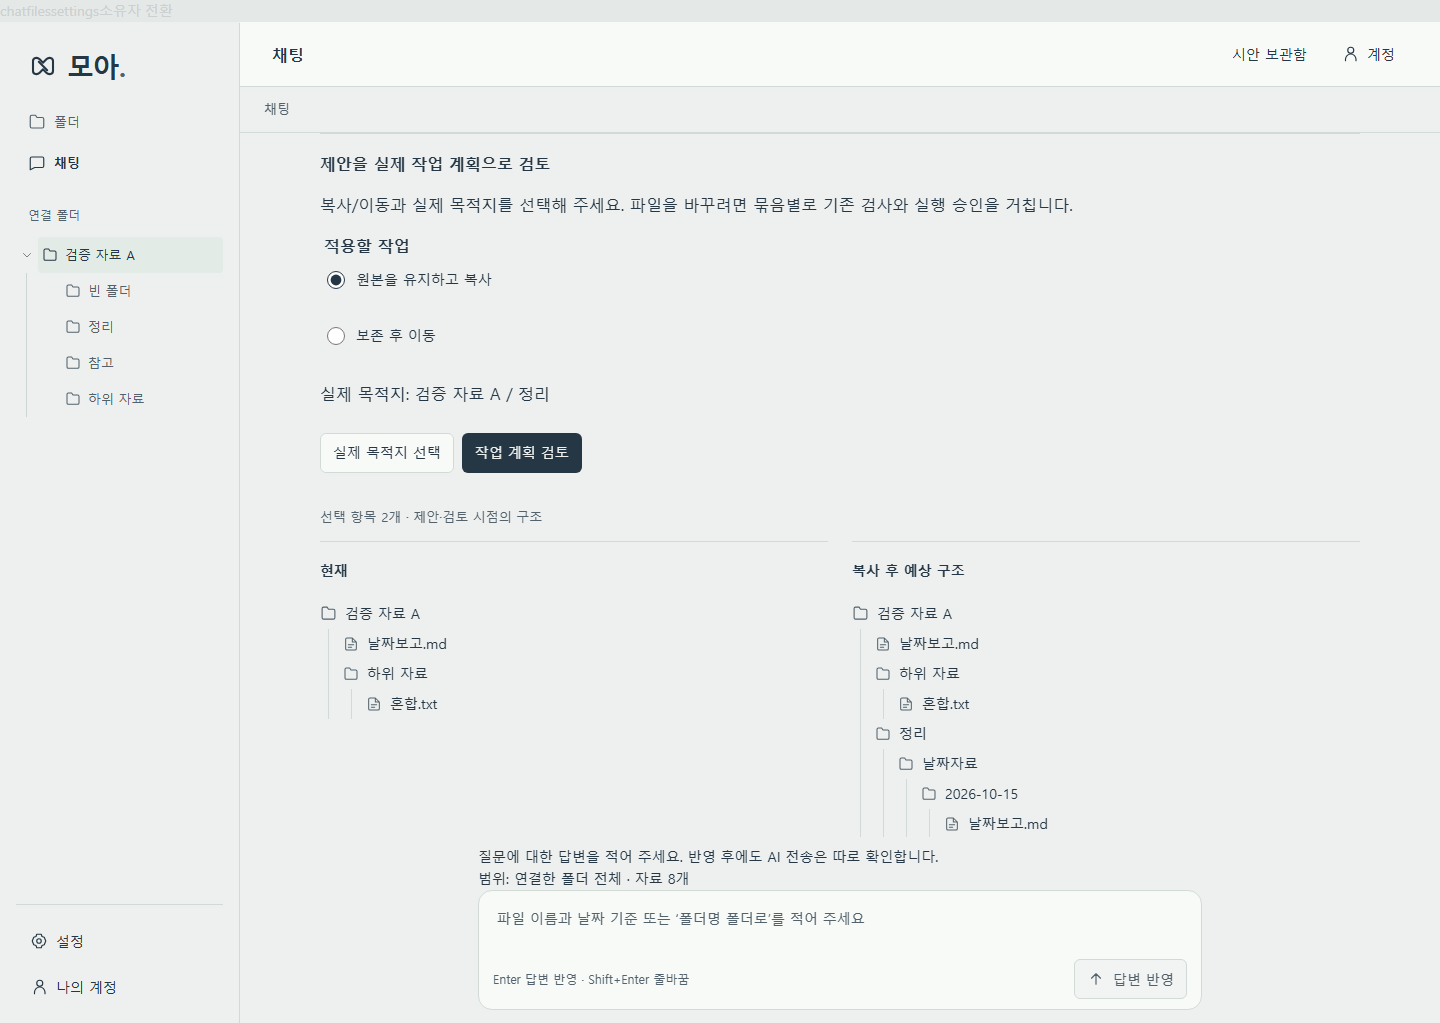 chatfilessettings소유자 전환
모아.
폴더
채팅
연결 폴더
검증 자료 A
빈 폴더
정리
참고
하위 자료
설정
나의 계정
채팅
시안 보관함
계정
채팅
제안을 실제 작업 계획으로 검토
복사/이동과 실제 목적지를 선택해 주세요. 파일을 바꾸려면 묶음별로 기존 검사와 실행 승인을 거칩니다.
적용할 작업
원본을 유지하고 복사
보존 후 이동
실제 목적지: 검증 자료 A / 정리
실제 목적지 선택
작업 계획 검토
선택 항목 2개 · 제안·검토 시점의 구조
현재
검증 자료 A
날짜보고.md
하위 자료
혼합.txt
복사 후 예상 구조
검증 자료 A
날짜보고.md
하위 자료
혼합.txt
정리
날짜자료
2026-10-15
날짜보고.md
질문에 대한 답변을 적어 주세요. 반영 후에도 AI 전송은 따로 확인합니다.
범위: 연결한 폴더 전체 · 자료 8개
파일 이름과 날짜 기준 또는 ‘폴더명 폴더로’를 적어 주세요
Enter 답변 반영 · Shift+Enter 줄바꿈
답변 반영